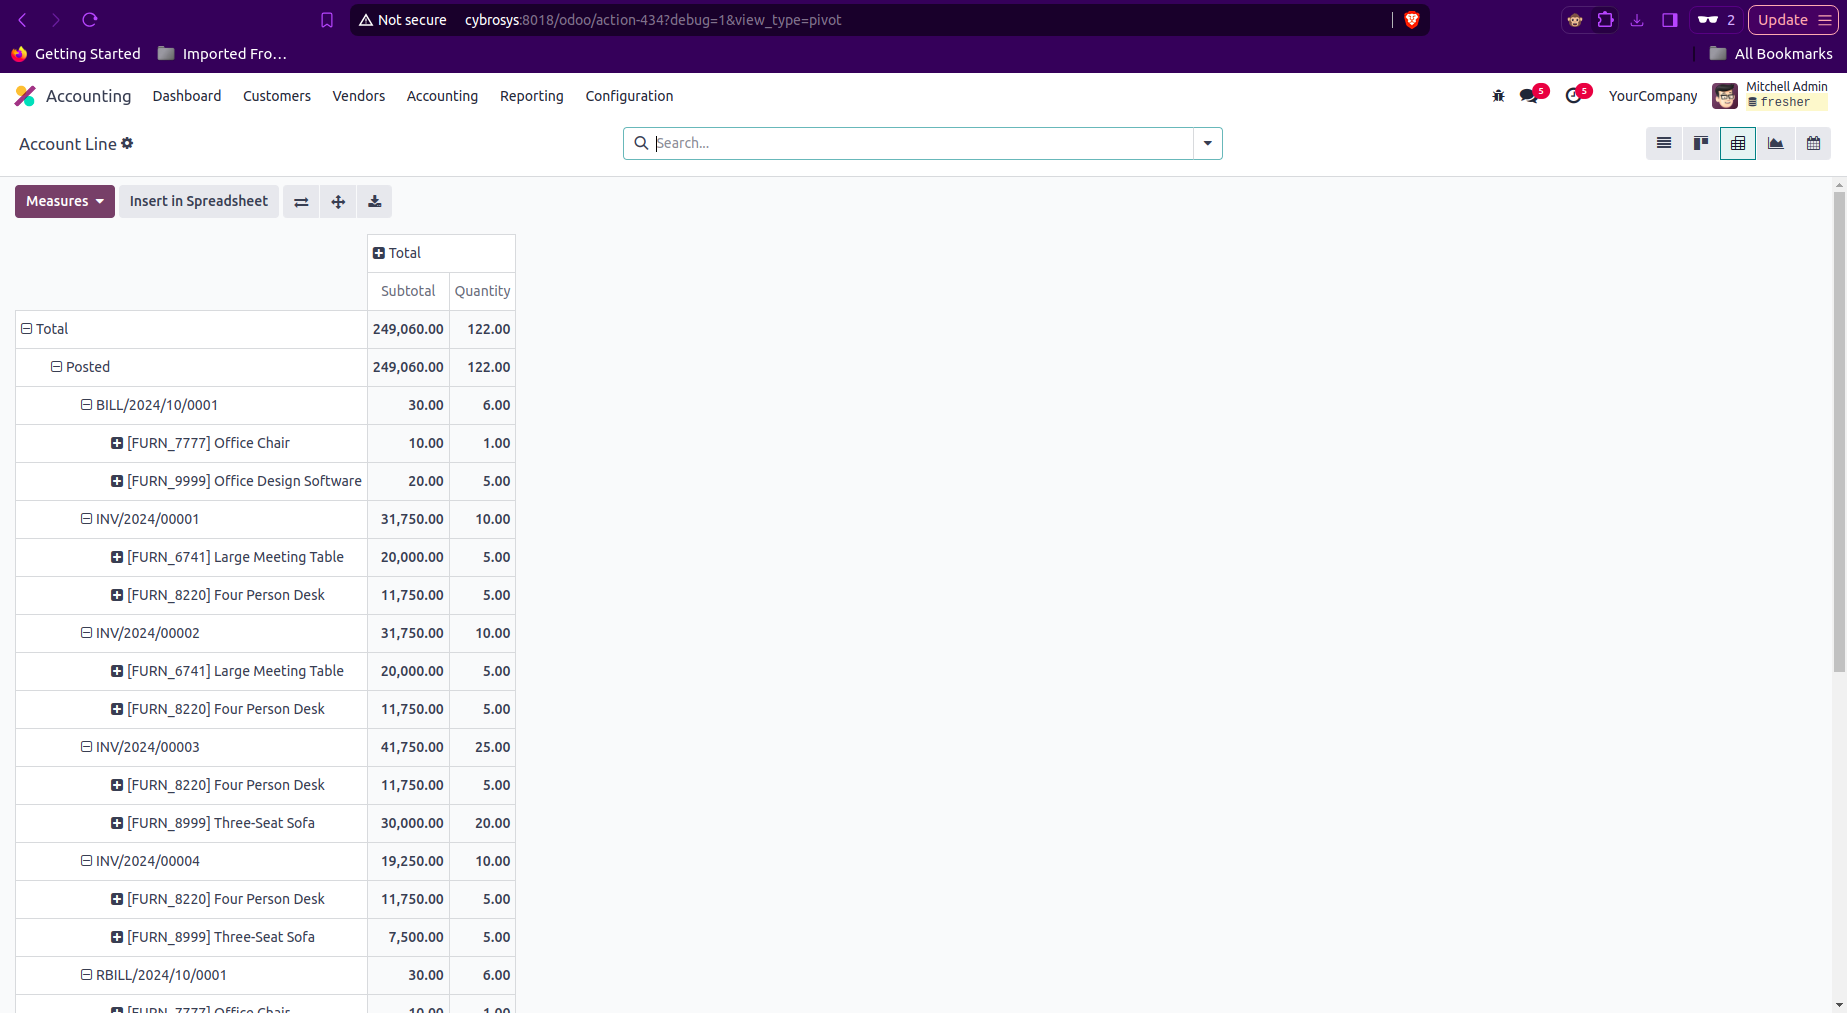 Not secure cybrosys:8018/odoo/action-434?debug=1&view_type=pivot 2 Update
Getting Started Imported Fro... All Bookmarks
Accounting Dashboard Customers Vendors Accounting Reporting Configuration 5 5 YourCompany Mitchell Admin
fresher
Account Line Search...
Measures Insert in Spreadsheet
Total
Subtotal Quantity
Total 249,060.00 122.00
Posted 249,060.00 122.00
BILL/2024/10/0001 30.00 6.00
[FURN_7777] Office Chair 10.00 1.00
[FURN_9999] Office Design Software 20.00 5.00
INV/2024/00001 31,750.00 10.00
[FURN_6741] Large Meeting Table 20,000.00 5.00
[FURN_8220] Four Person Desk 11,750.00 5.00
INV/2024/00002 31,750.00 10.00
[FURN_6741] Large Meeting Table 20,000.00 5.00
[FURN_8220] Four Person Desk 11,750.00 5.00
INV/2024/00003 41,750.00 25.00
[FURN_8220] Four Person Desk 11,750.00 5.00
[FURN_8999] Three-Seat Sofa 30,000.00 20.00
INV/2024/00004 19,250.00 10.00
[FURN_8220] Four Person Desk 11,750.00 5.00
[FURN_8999] Three-Seat Sofa 7,500.00 5.00
RBILL/2024/10/0001 30.00 6.00
[FURN_7777] Office Chair 10.00 1.00